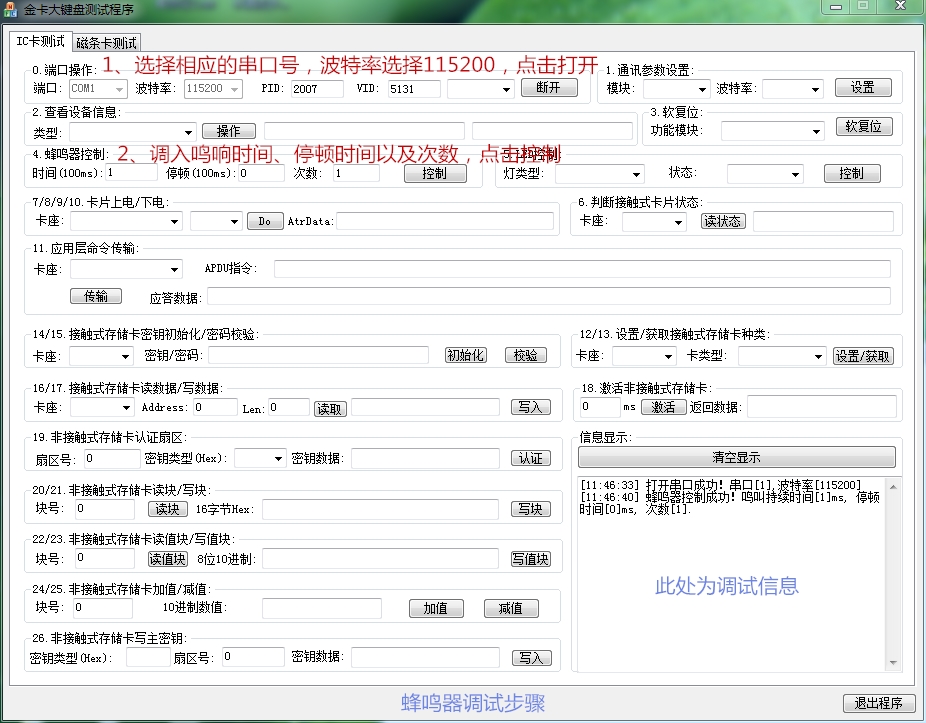 金卡大键盘测试程序
IC卡测试 磁条卡测试
1、选择相应的串口号，波特率选择115200，点击打开
0.端口操作:
端口: COM1 波特率: 115200 PID: 2007 VID: 5131 断开
1.通讯参数设置:
模块: 波特率: 设置
2.查看设备信息:
类型: 操作
3.软复位:
功能模块: 软复位
2、调入鸣响时间、停顿时间以及次数，点击控制
4.蜂鸣器控制:
时间(100ms): 1 停顿(100ms): 0 次数: 1 控制
灯类型: 状态: 控制
7/8/9/10.卡片上电/下电:
卡座: Do AtrData:
6.判断接触式卡片状态:
卡座: 读状态
11.应用层命令传输:
卡座: APDU指令:
传输 应答数据:
14/15.接触式存储卡密钥初始化/密码校验:
卡座: 密钥/密码: 初始化 校验
12/13.设置/获取接触式存储卡种类:
卡座: 卡类型: 设置/获取
16/17.接触式存储卡读数据/写数据:
卡座: Address: 0 Len: 0 读取 写入
18.激活非接触式存储卡:
0 ms 激活 返回数据:
19.非接触式存储卡认证扇区:
扇区号: 0 密钥类型(Hex): 密钥数据: 认证
20/21.非接触式存储卡读块/写块:
块号: 0 读块 16字节Hex: 写块
22/23.非接触式存储卡读值块/写值块:
块号: 0 读值块 8位10进制: 写值块
24/25.非接触式存储卡加值/减值:
块号: 0 10进制数值: 加值 减值
26.非接触式存储卡写主密钥:
密钥类型(Hex): 扇区号: 0 密钥数据: 写入
信息显示:
清空显示
[11:46:33] 打开串口成功! 串口[1],波特率[115200]
[11:46:40] 蜂鸣器控制成功! 鸣叫持续时间[1]ms, 停顿
时间[0]ms, 次数[1].
此处为调试信息
蜂鸣器调试步骤
退出程序